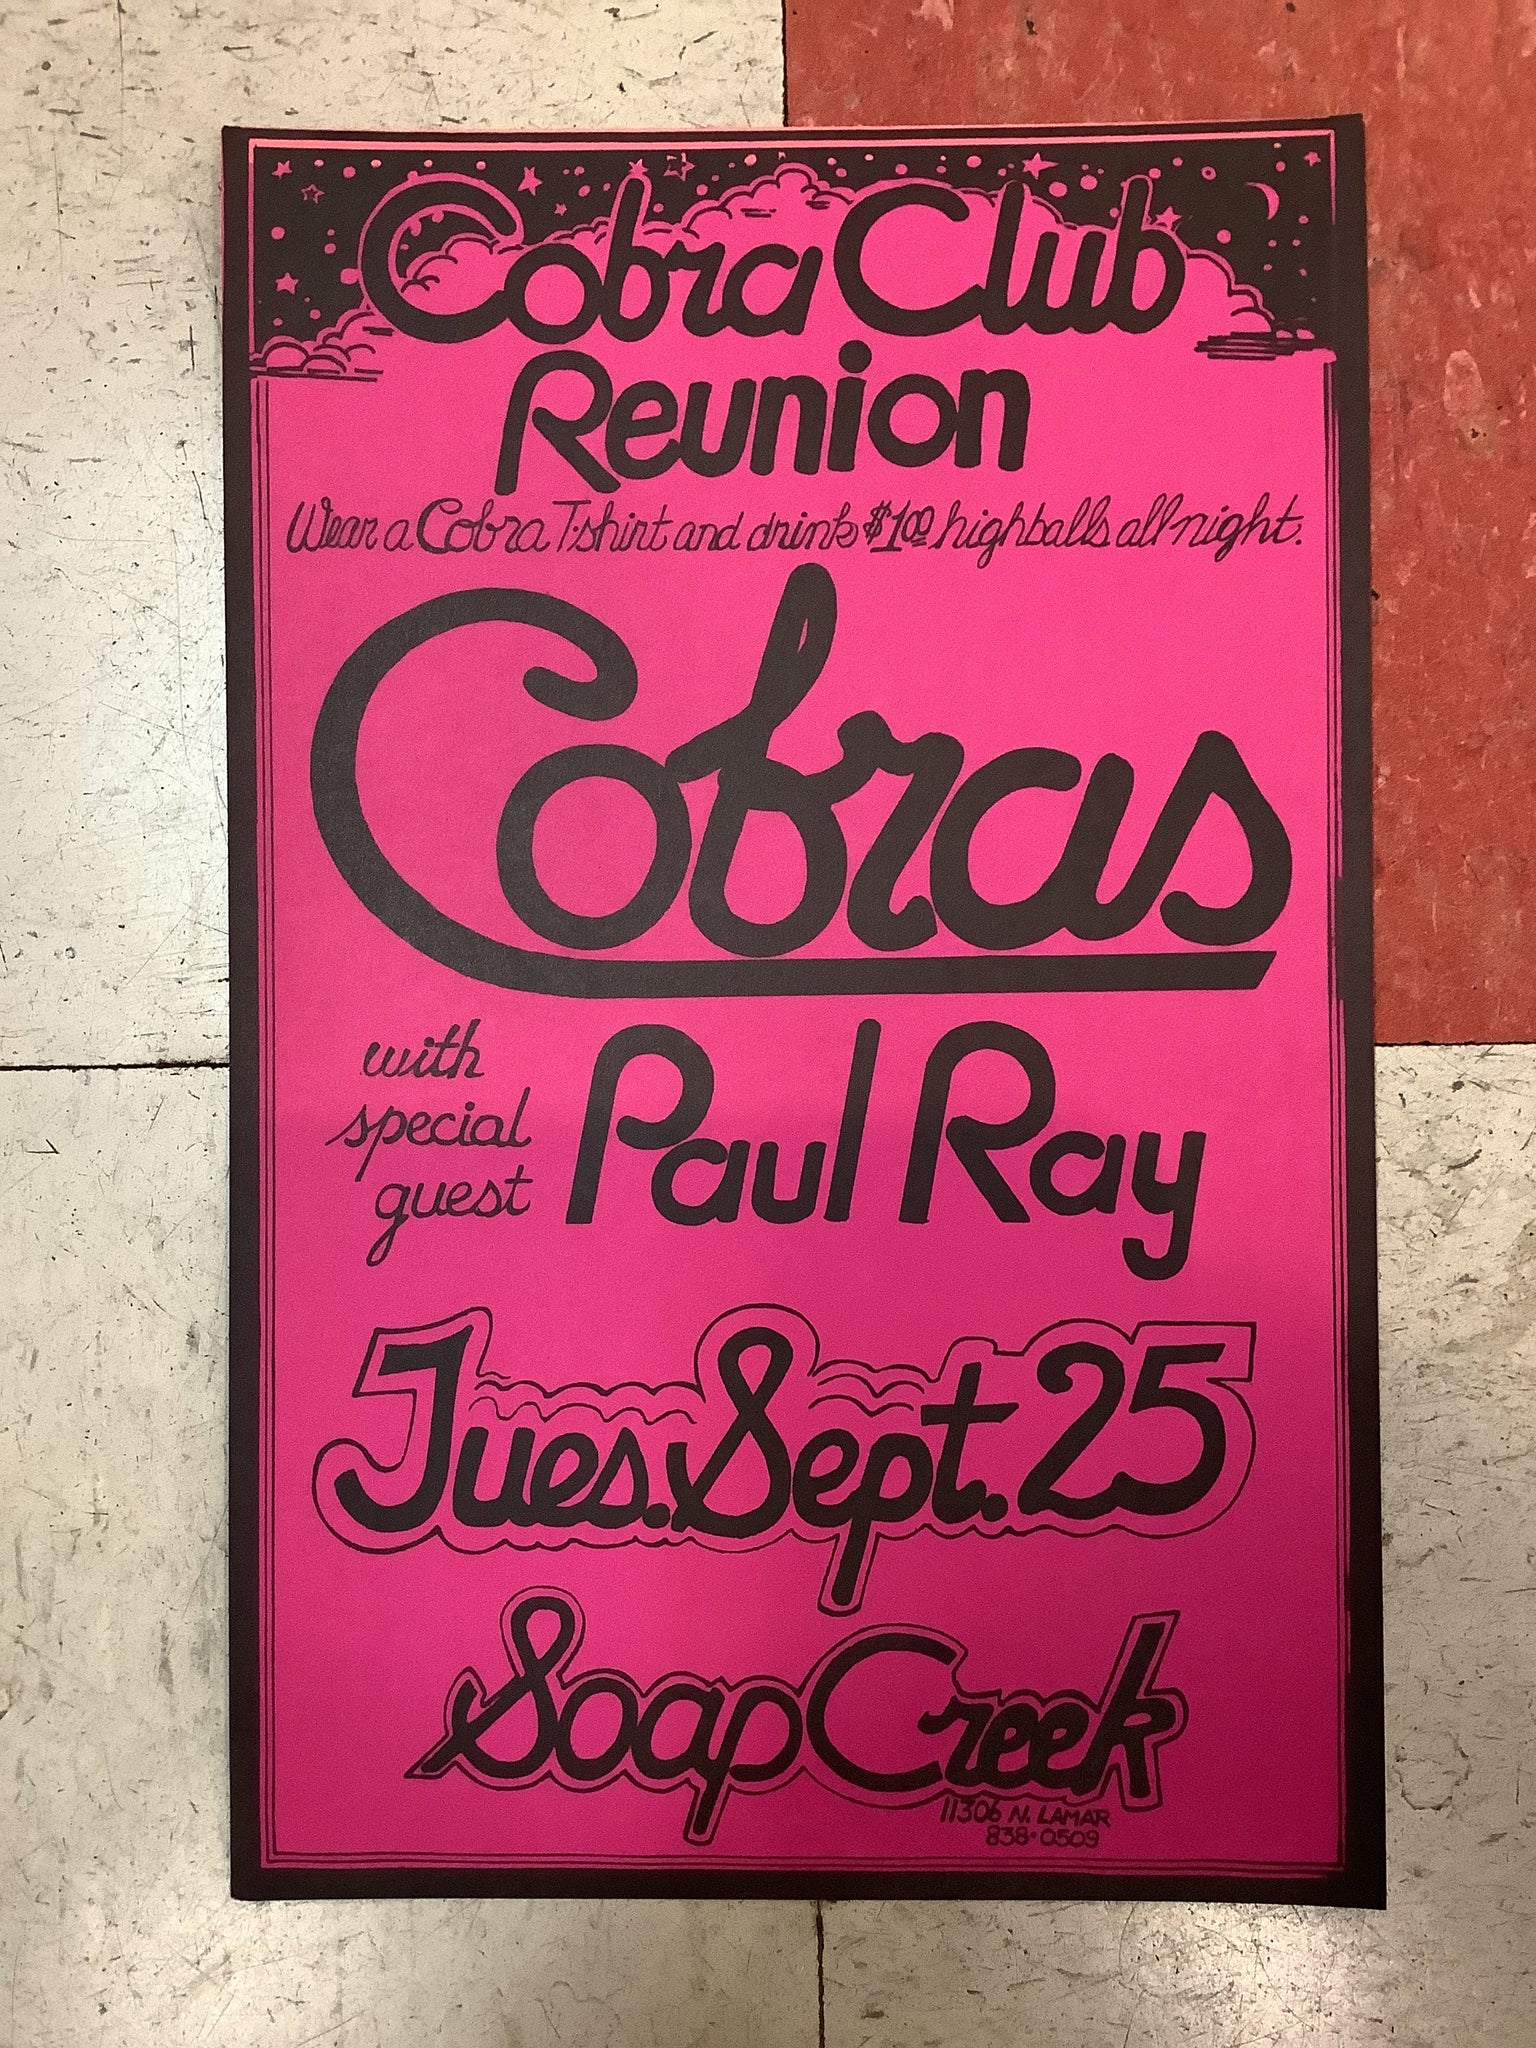 Cobra Club
Reunion
Wear a Cobra T-shirt and drink $1.00 highballs all night.
Cobras
with
special
guest
Paul Ray
Tues. Sept. 25
Soap Creek
11306 N. LAMAR
838-0509